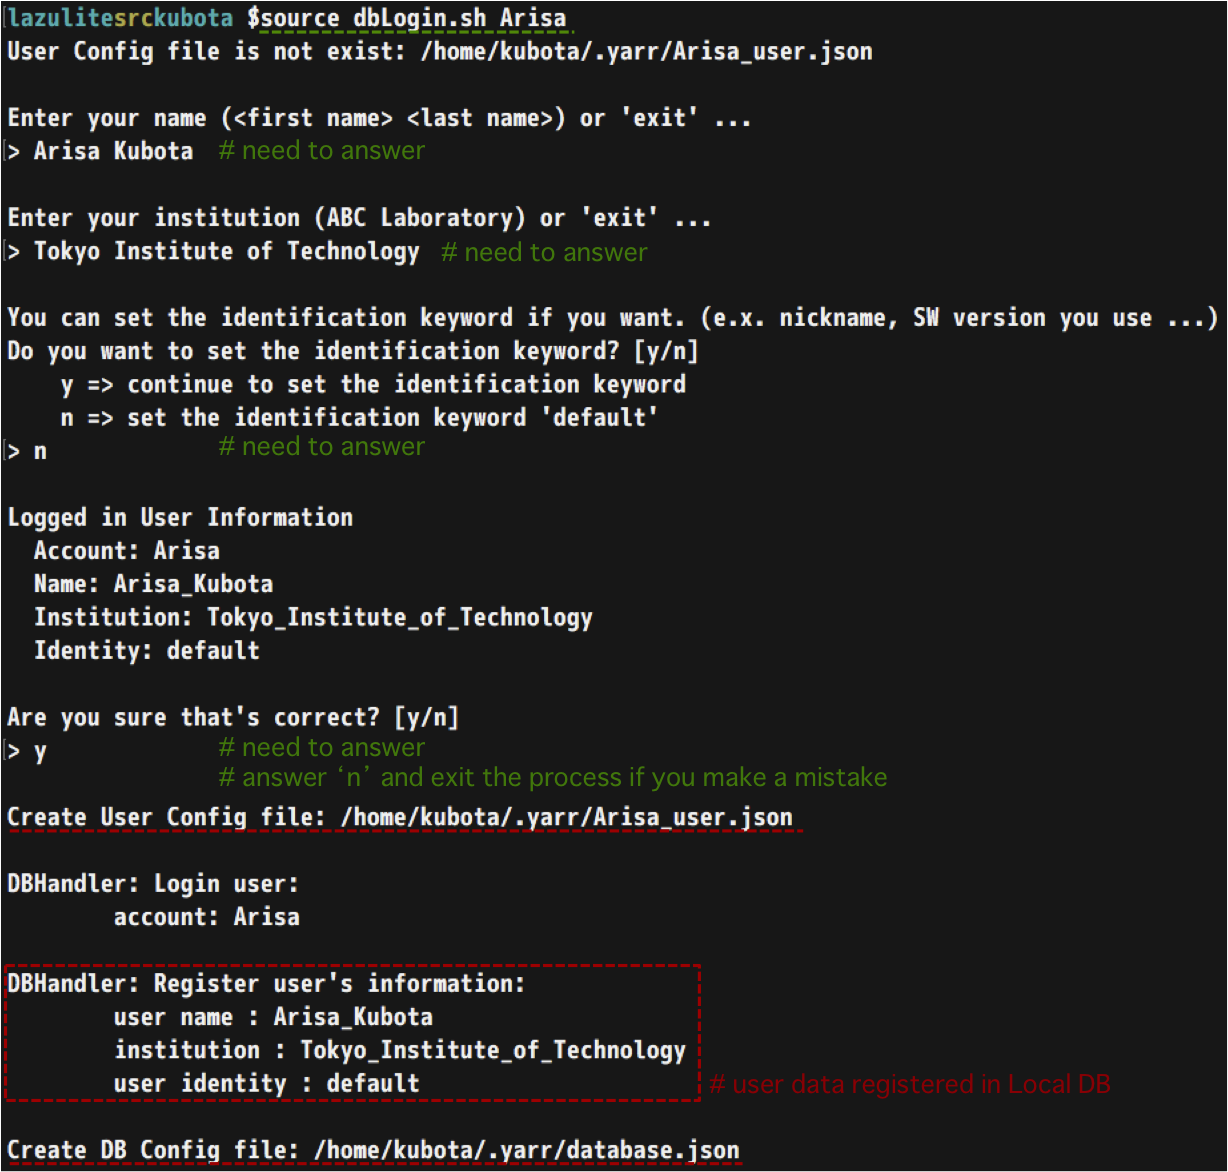 lazulitesrckubota $source dbLogin.sh Arisa
User Config file is not exist: /home/kubota/.yarr/Arisa_user.json
Enter your name (<first name> <last name>) or 'exit' ...
> Arisa Kubota # need to answer
Enter your institution (ABC Laboratory) or 'exit' ...
> Tokyo Institute of Technology # need to answer
You can set the identification keyword if you want. (e.x. nickname, SW version you use ...)
Do you want to set the identification keyword? [y/n]
y => continue to set the identification keyword
n => set the identification keyword 'default'
> n # need to answer
Logged in User Information
Account: Arisa
Name: Arisa_Kubota
Institution: Tokyo_Institute_of_Technology
Identity: default
Are you sure that's correct? [y/n]
> y # need to answer
# answer ‘n’ and exit the process if you make a mistake
Create User Config file: /home/kubota/.yarr/Arisa_user.json
DBHandler: Login user:
account: Arisa
DBHandler: Register user's information:
user name : Arisa_Kubota
institution : Tokyo_Institute_of_Technology
user identity : default # user data registered in Local DB
Create DB Config file: /home/kubota/.yarr/database.json